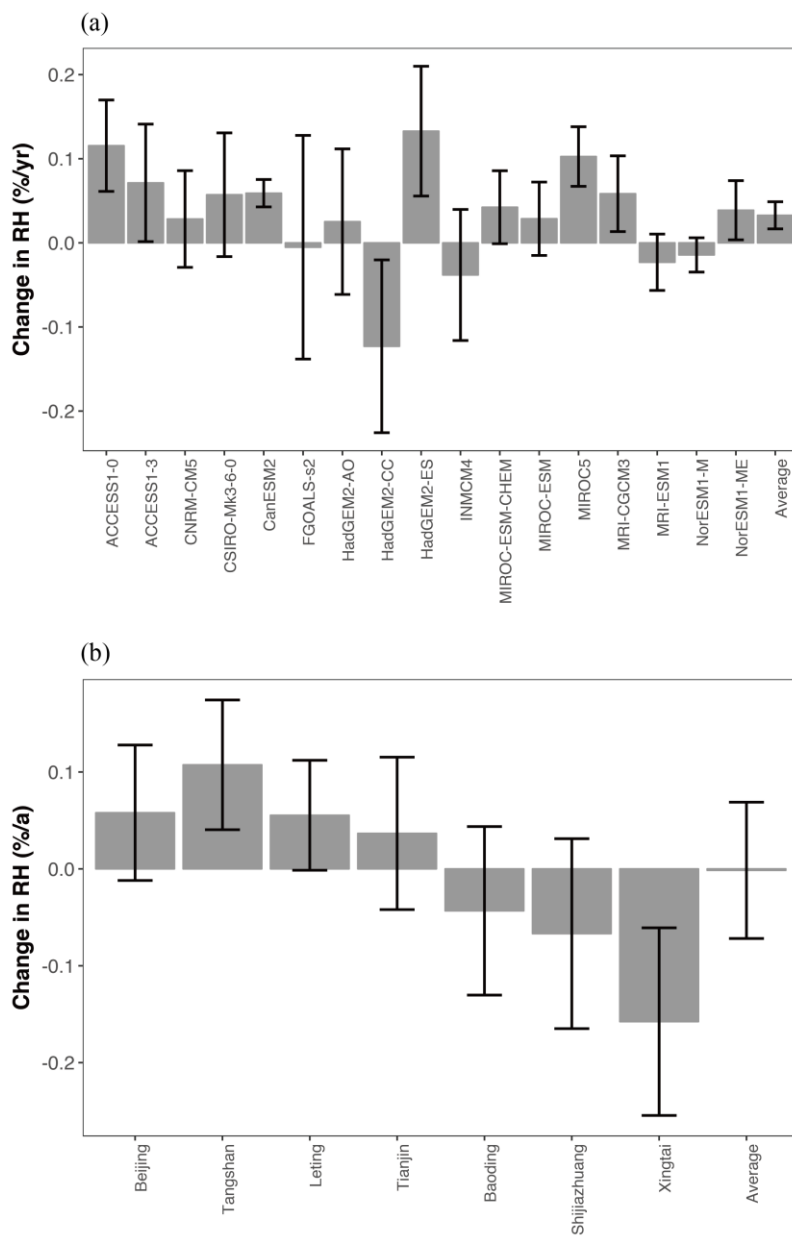 (a)
Change in RH (%/yr)
0.2
0.1
0.0
-0.1
-0.2
ACCESS1-0
ACCESS1-3
CNRM-CM5
CSIRO-Mk3-6-0
CanESM2
FGOALS-s2
HadGEM2-AO
HadGEM2-CC
HadGEM2-ES
INMCM4
MIROC-ESM-CHEM
MIROC-ESM
MIROC5
MRI-CGCM3
MRI-ESM1
NorESM1-M
NorESM1-ME
Average
(b)
Change in RH (%/a)
0.1
0.0
-0.1
-0.2
Beijing
Tangshan
Leting
Tianjin
Baoding
Shijiazhuang
Xingtai
Average